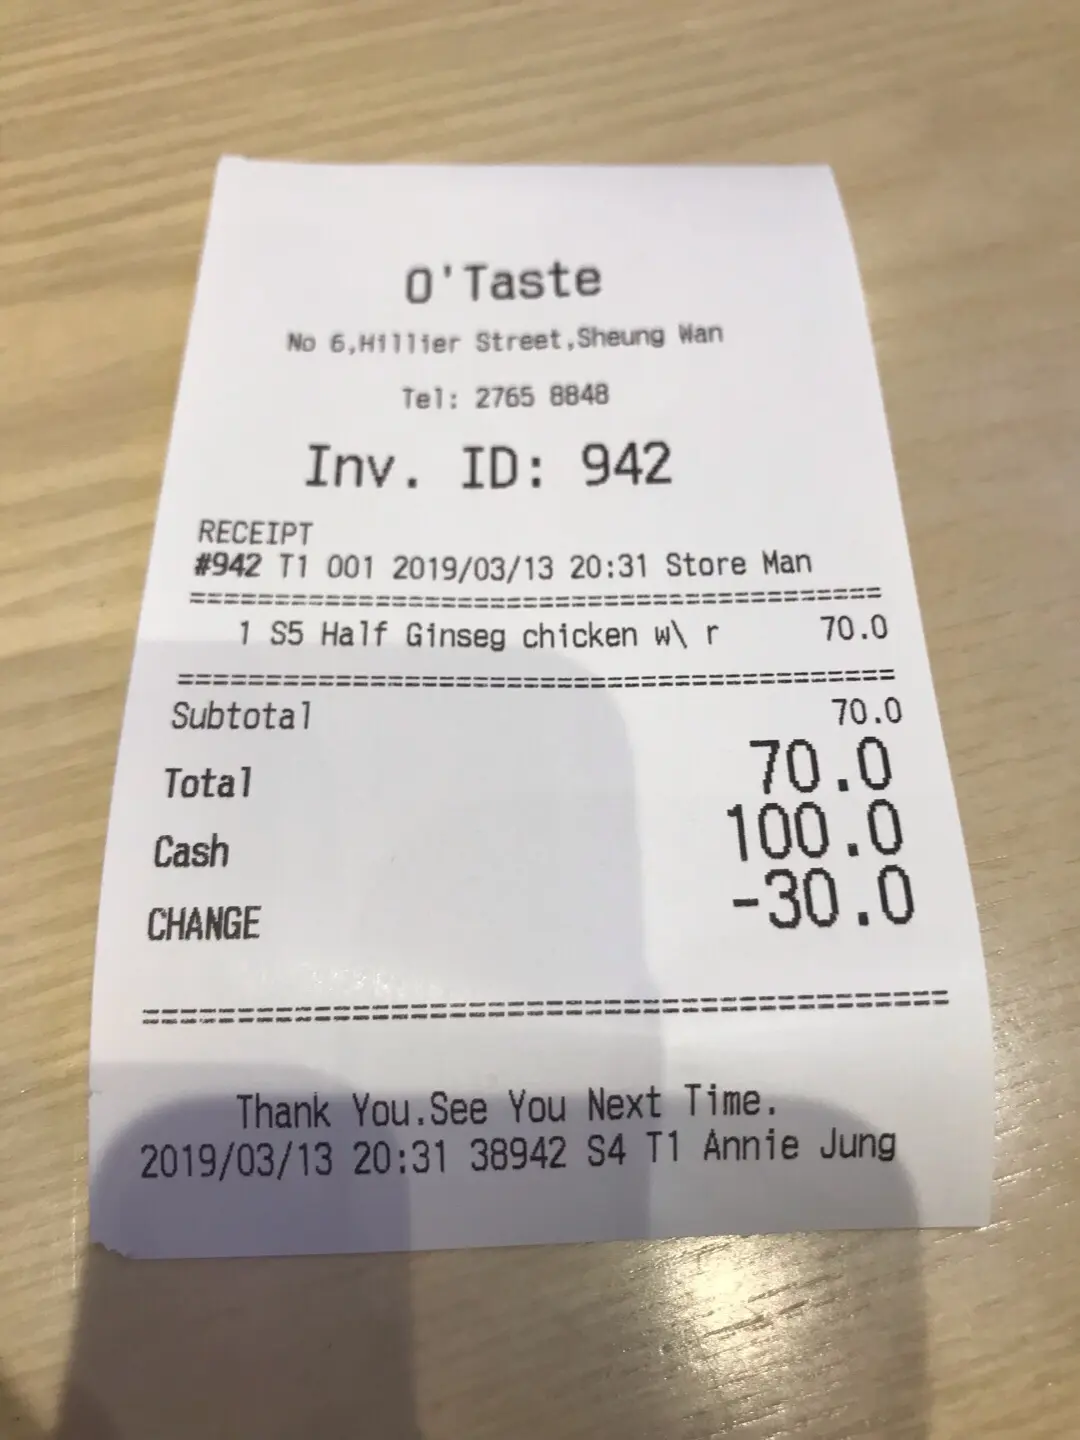 O'Taste
No 6,Hillier Street,Sheung Wan
Tel: 2765 8848
Inv. ID: 942
RECEIPT
#942 T1 001 2019/03/13 20:31 Store Man
========================================
1 S5 Half Ginseg chicken w\ r 70.0
========================================
Subtotal 70.0
Total 70.0
Cash 100.0
CHANGE -30.0
========================================
Thank You.See You Next Time.
2019/03/13 20:31 38942 S4 T1 Annie Jung